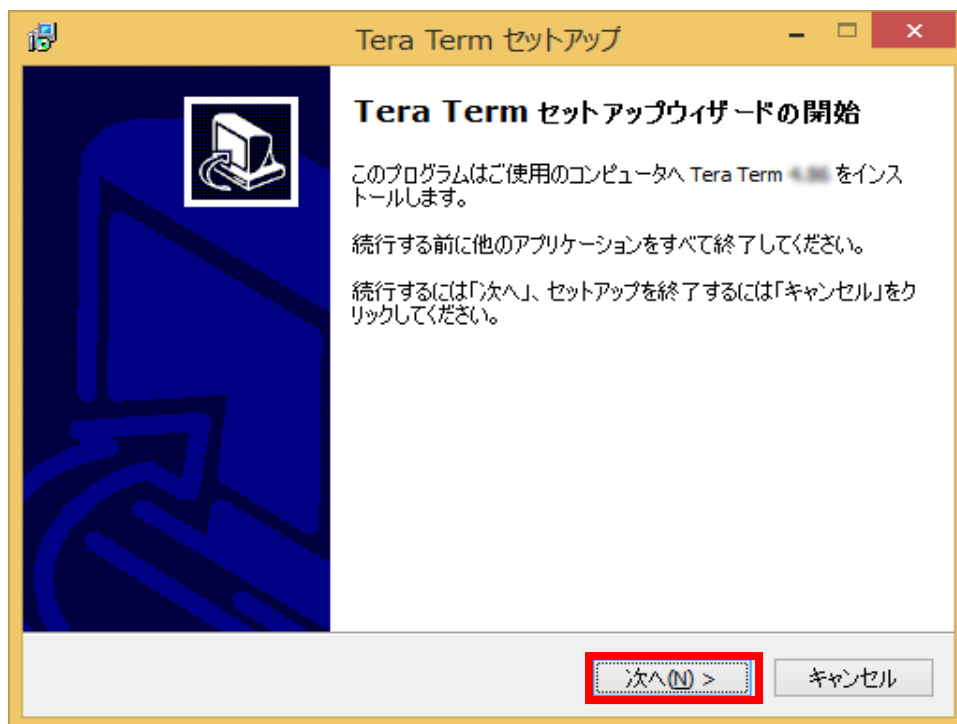 Tera Term セットアップ
Tera Term セットアップウィザードの開始
このプログラムはご使用のコンピュータへ Tera Term を インス
トールします。
続行する前に他のアプリケーションをすべて終了してください。
続行するには「次へ」、セットアップを終了するには「キャンセル」をク
リックしてください。
次へ(N) >
キャンセル